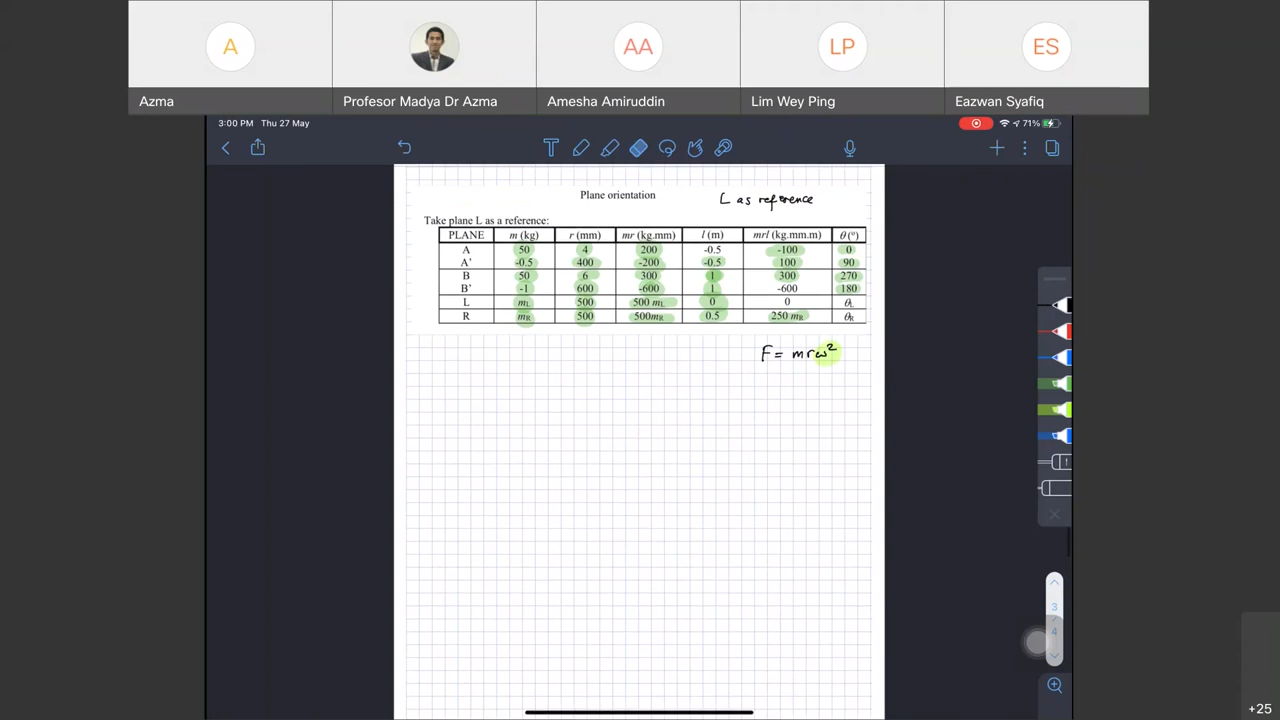 A
AA
LP
ES
Azma
Profesor Madya Dr Azma
Amesha Amiruddin
Lim Wey Ping
Eazwan Syafiq
3:00 PM Thu 27 May
71%
T
Plane orientation
L as reference
Take plane L as a reference:
PLANE m (kg) r (mm) mr (kg.mm) l (m) mrl (kg.mm.m) θ (°)
A 50 4 200 -0.5 -100 0
A' -0.5 400 -200 -0.5 100 90
B 50 6 300 1 300 270
B' -1 600 -600 1 -600 180
L mL 500 500 mL 0 0 θL
R mR 500 500mR 0.5 250 mR θR
F = mrω²
3
4
+25